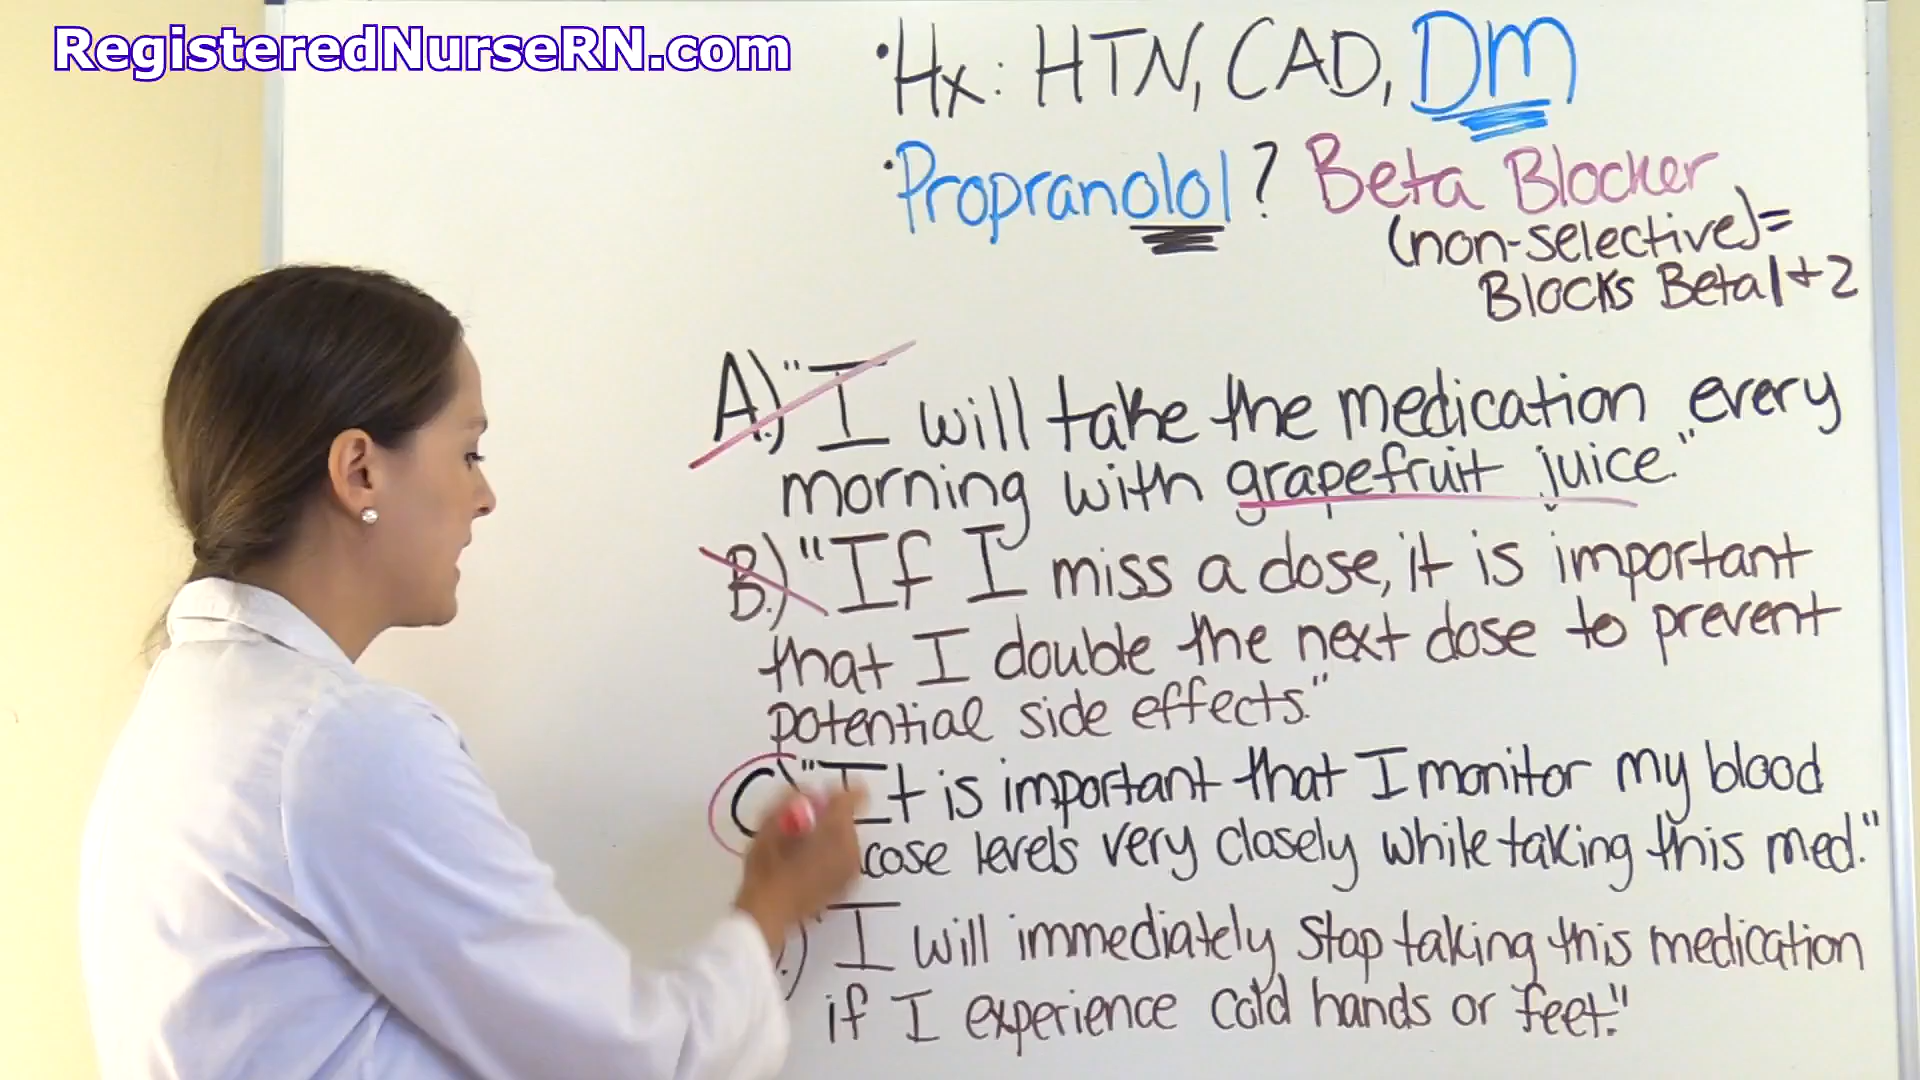 RegisteredNurseRN.com
• Hx: HTN, CAD, DM
• Propranolol? Beta Blocker
(non-selective)=
Blocks Beta 1 + 2
A.) "I will take the medication every
morning with grapefruit juice."
B.) "If I miss a dose, it is important
that I double the next dose to prevent
potential side effects."
C.) "It is important that I monitor my blood
cose levels very closely while taking this med."
.) "I will immediately stop taking this medication
if I experience cold hands or feet."